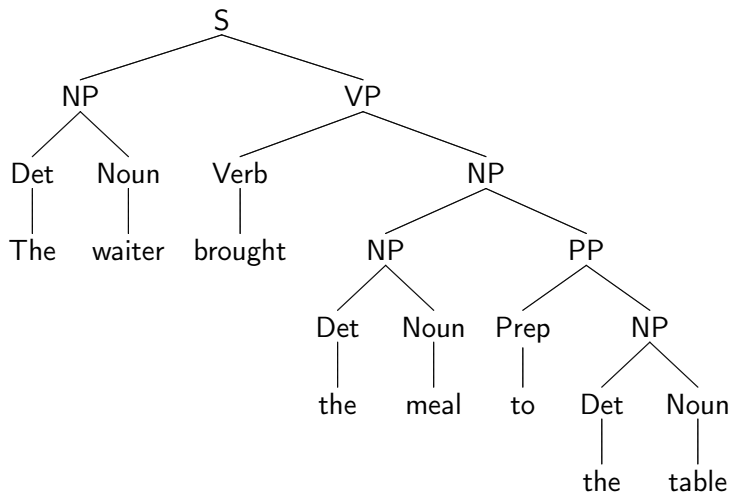 S
NP VP
Det Noun Verb NP
The waiter brought NP PP
Det Noun Prep NP
the meal to Det Noun
the table